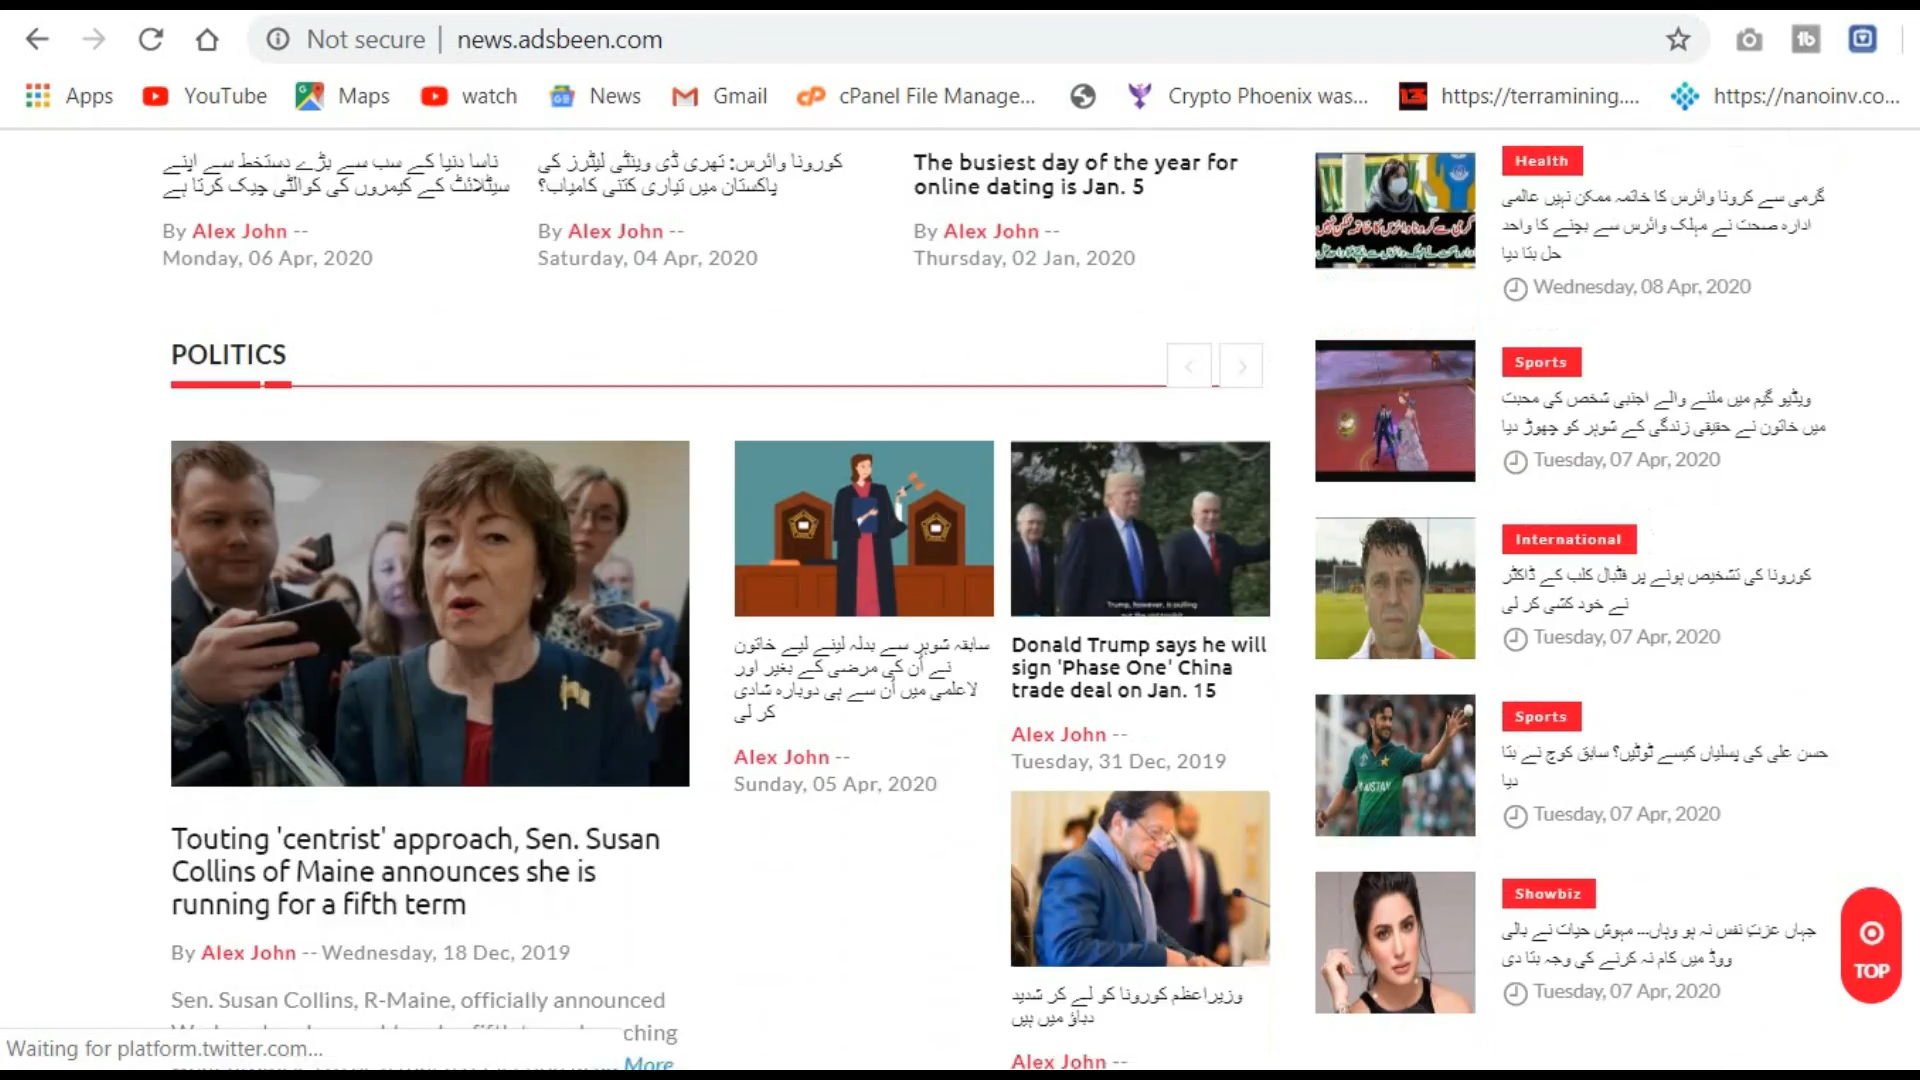 Not secure | news.adsbeen.com
Apps YouTube Maps watch News Gmail cPanel File Manage... Crypto Phoenix was... https://terramining.... https://nanoinv.co...
ناسا دنیا کے سب سے بڑے دستخط سے اپنے
سیٹلائٹ کے کیمروں کی کوالٹی چیک کرتا ہے
By Alex John --
Monday, 06 Apr, 2020
کورونا وائرس: تھری ڈی وینٹی لیٹرز کی
پاکستان میں تیاری کتنی کامیاب؟
By Alex John --
Saturday, 04 Apr, 2020
The busiest day of the year for
online dating is Jan. 5
By Alex John --
Thursday, 02 Jan, 2020
POLITICS
Touting 'centrist' approach, Sen. Susan
Collins of Maine announces she is
running for a fifth term
By Alex John -- Wednesday, 18 Dec, 2019
Sen. Susan Collins, R-Maine, officially announced
ching
More
سابقہ شوہر سے بدلہ لینے لیے خاتون
نے اُن کی مرضی کے بغیر اور
لاعلمی میں اُن سے ہی دوبارہ شادی
کر لی
Alex John --
Sunday, 05 Apr, 2020
Trump, however, is pulling
Donald Trump says he will
sign 'Phase One' China
trade deal on Jan. 15
Alex John --
Tuesday, 31 Dec, 2019
وزیراعظم کورونا کو لے کر شدید
دباؤ میں ہیں
Alex John --
Health
گرمی سے کرونا وائرس کا خاتمہ ممکن نہیں عالمی
ادارہ صحت نے مہلک وائرس سے بچنے کا واحد
حل بتا دیا
Wednesday, 08 Apr, 2020
Sports
ویڈیو گیم میں ملنے والے اجنبی شخص کی محبت
میں خاتون نے حقیقی زندگی کے شوہر کو چھوڑ دیا
Tuesday, 07 Apr, 2020
International
کورونا کی تشخیص ہونے پر فٹبال کلب کے ڈاکٹر
نے خود کشی کر لی
Tuesday, 07 Apr, 2020
Sports
حسن علی کی پسلیاں کیسے ٹوٹیں؟ سابق کوچ نے بتا
دیا
Tuesday, 07 Apr, 2020
Showbiz
جہاں عزتِ نفس نہ ہو وہاں... مہوش حیات نے بالی
ووڈ میں کام نہ کرنے کی وجہ بتا دی
Tuesday, 07 Apr, 2020
TOP
Waiting for platform.twitter.com...